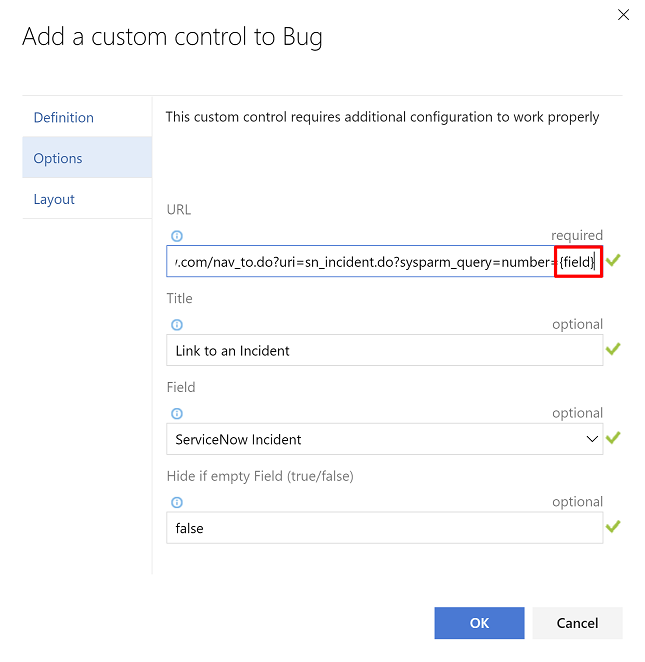 Add a custom control to Bug
Definition
Options
Layout
This custom control requires additional configuration to work properly
URL
required
.com/nav_to.do?uri=sn_incident.do?sysparm_query=number={field}
Title
optional
Link to an Incident
Field
optional
ServiceNow Incident
Hide if empty Field (true/false)
optional
false
OK
Cancel